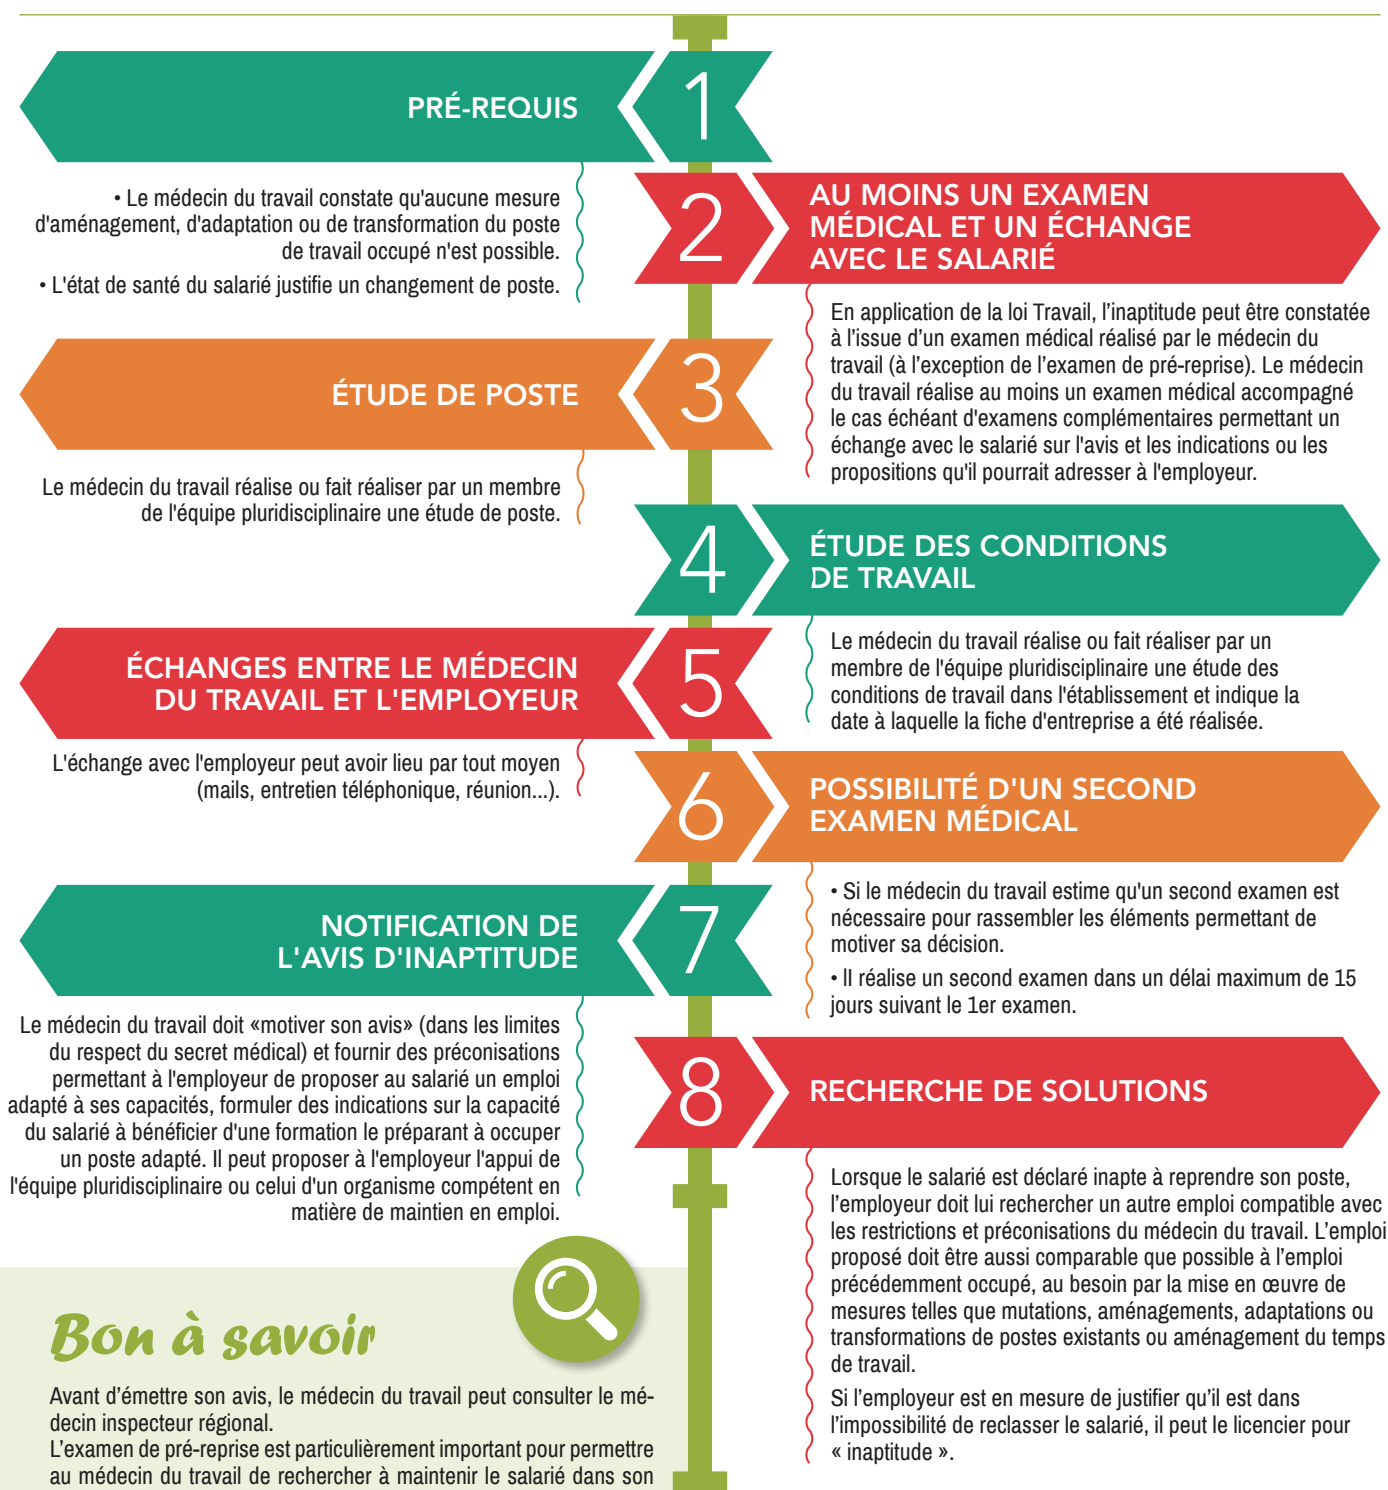 1
PRÉ-REQUIS
• Le médecin du travail constate qu'aucune mesure
d'aménagement, d'adaptation ou de transformation du poste
de travail occupé n'est possible.
• L'état de santé du salarié justifie un changement de poste.
2
AU MOINS UN EXAMEN
MÉDICAL ET UN ÉCHANGE
AVEC LE SALARIÉ
En application de la loi Travail, l’inaptitude peut être constatée
à l’issue d’un examen médical réalisé par le médecin du
travail (à l’exception de l’examen de pré-reprise). Le médecin
du travail réalise au moins un examen médical accompagné
le cas échéant d'examens complémentaires permettant un
échange avec le salarié sur l'avis et les indications ou les
propositions qu'il pourrait adresser à l'employeur.
3
ÉTUDE DE POSTE
Le médecin du travail réalise ou fait réaliser par un membre
de l'équipe pluridisciplinaire une étude de poste.
4
ÉTUDE DES CONDITIONS
DE TRAVAIL
Le médecin du travail réalise ou fait réaliser par un
membre de l'équipe pluridisciplinaire une étude des
conditions de travail dans l'établissement et indique la
date à laquelle la fiche d'entreprise a été réalisée.
5
ÉCHANGES ENTRE LE MÉDECIN
DU TRAVAIL ET L'EMPLOYEUR
L'échange avec l'employeur peut avoir lieu par tout moyen
(mails, entretien téléphonique, réunion...).
6
POSSIBILITÉ D'UN SECOND
EXAMEN MÉDICAL
• Si le médecin du travail estime qu'un second examen est
nécessaire pour rassembler les éléments permettant de
motiver sa décision.
• Il réalise un second examen dans un délai maximum de 15
jours suivant le 1er examen.
7
NOTIFICATION DE
L'AVIS D'INAPTITUDE
Le médecin du travail doit «motiver son avis» (dans les limites
du respect du secret médical) et fournir des préconisations
permettant à l'employeur de proposer au salarié un emploi
adapté à ses capacités, formuler des indications sur la capacité
du salarié à bénéficier d'une formation le préparant à occuper
un poste adapté. Il peut proposer à l'employeur l'appui de
l'équipe pluridisciplinaire ou celui d'un organisme compétent en
matière de maintien en emploi.
8
RECHERCHE DE SOLUTIONS
Lorsque le salarié est déclaré inapte à reprendre son poste,
l’employeur doit lui rechercher un autre emploi compatible avec
les restrictions et préconisations du médecin du travail. L’emploi
proposé doit être aussi comparable que possible à l’emploi
précédemment occupé, au besoin par la mise en œuvre de
mesures telles que mutations, aménagements, adaptations ou
transformations de postes existants ou aménagement du temps
de travail.
Si l’employeur est en mesure de justifier qu’il est dans
l’impossibilité de reclasser le salarié, il peut le licencier pour
« inaptitude ».
Bon à savoir
Avant d’émettre son avis, le médecin du travail peut consulter le mé-
decin inspecteur régional.
L’examen de pré-reprise est particulièrement important pour permettre
au médecin du travail de rechercher à maintenir le salarié dans son